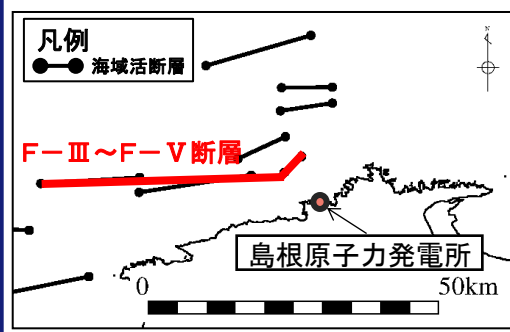 凡例
海域活断層
N
F-Ⅲ~F-Ⅴ断層
島根原子力発電所
0 50km